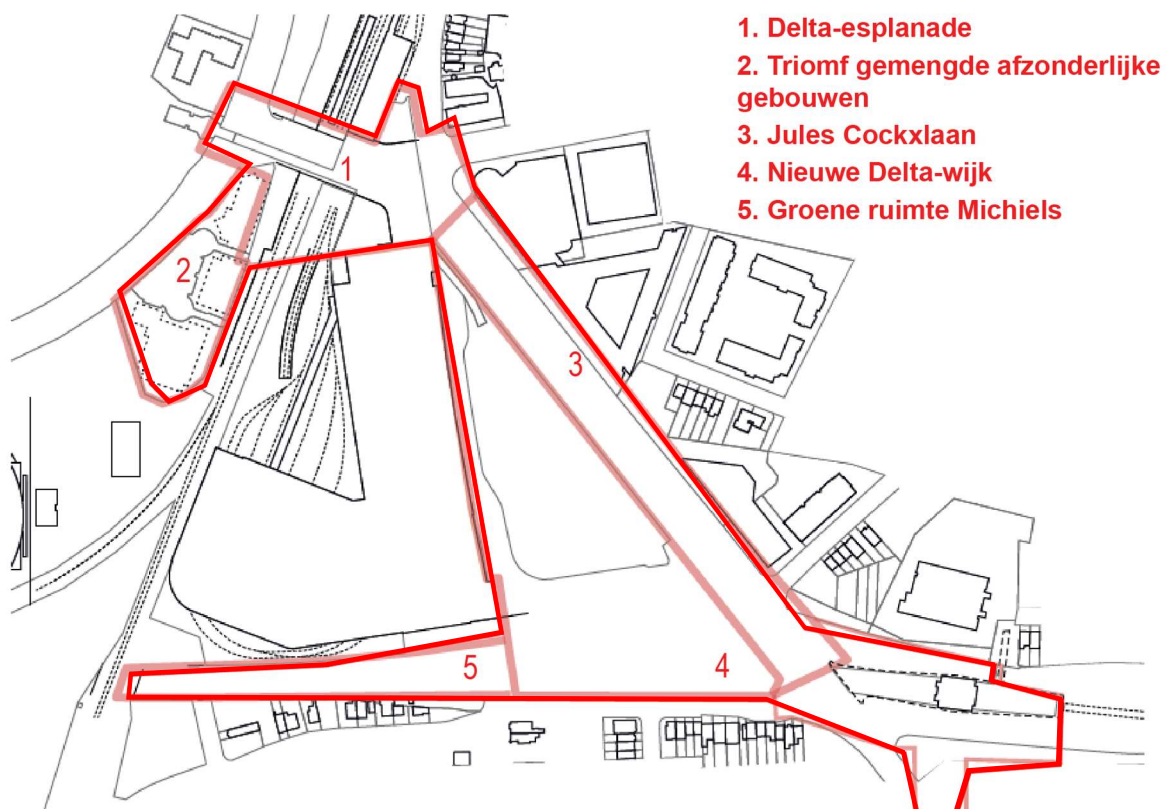 1. Delta-esplanade
2. Triomf gemengde afzonderlijke
gebouwen
3. Jules Cockxlaan
4. Nieuwe Delta-wijk
5. Groene ruimte Michiels
1
2
3
5
4